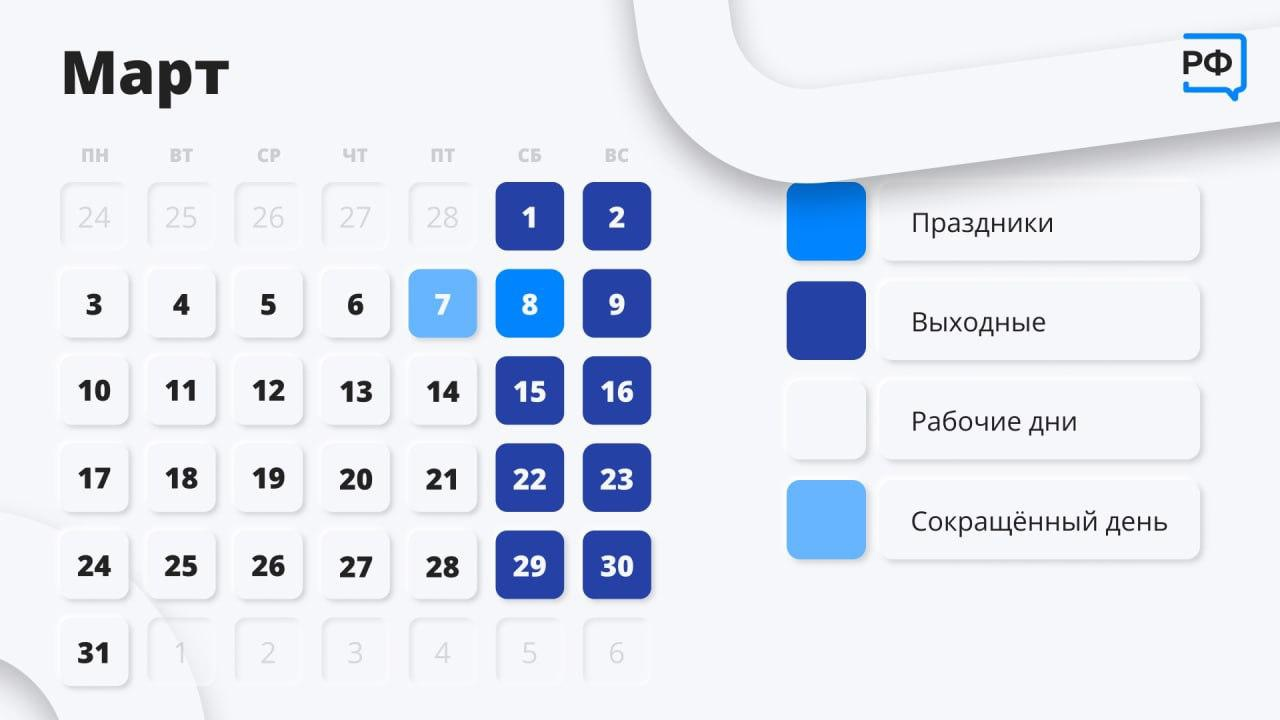 Март
РФ
ПН ВТ СР ЧТ ПТ СБ ВС
24 25 26 27 28 1 2
Праздники
3 4 5 6 7 8 9
Выходные
10 11 12 13 14 15 16
Рабочие дни
17 18 19 20 21 22 23
Сокращённый день
24 25 26 27 28 29 30
31 1 2 3 4 5 6